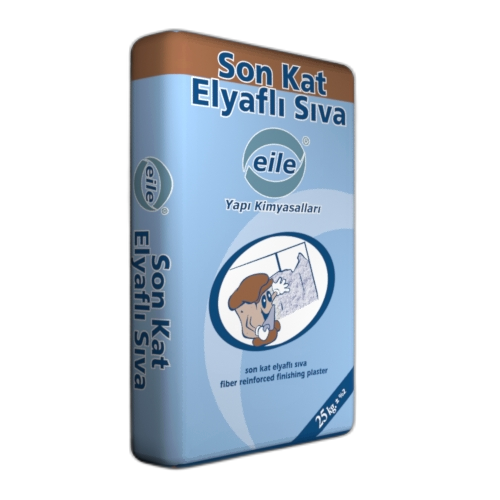 Son Kat
Elyaflı Sıva
eile
®
Yapı Kimyasalları
son kat elyaflı sıva
fiber reinforced finishing plaster
25 kg. ± %2
eile
®
Son Kat
Elyaflı Sıva